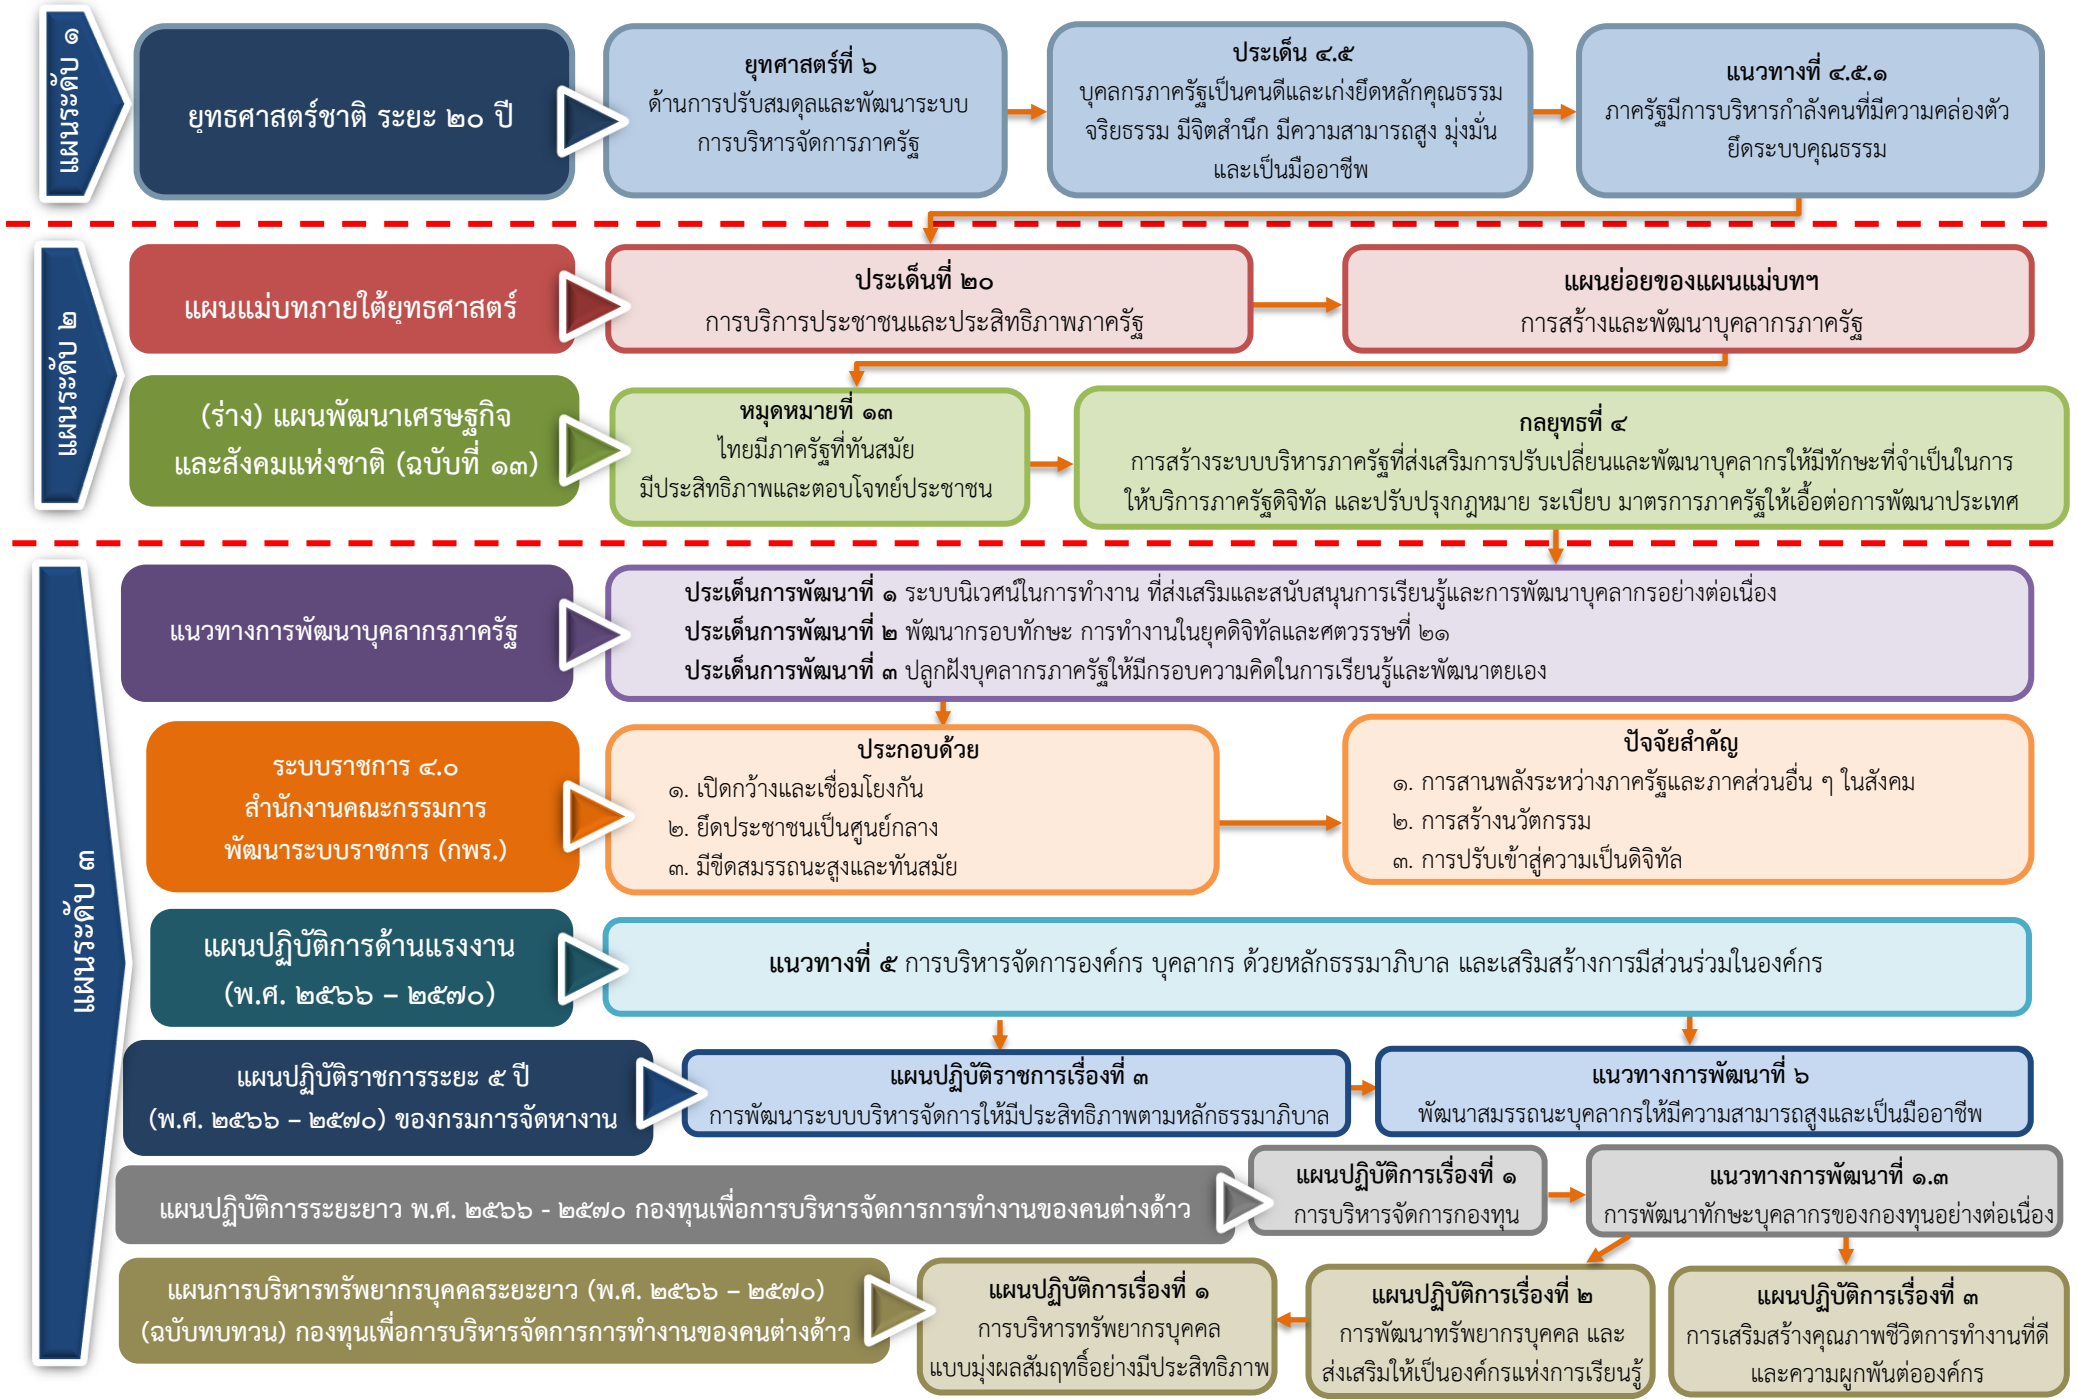 แผนระดับ ๑
ยุทธศาสตร์ชาติ ระยะ ๒๐ ปี
ยุทศาสตร์ที่ ๖
ด้านการปรับสมดุลและพัฒนาระบบ
การบริหารจัดการภาครัฐ
ประเด็น ๔.๕
บุคลกรภาครัฐเป็นคนดีและเก่งยึดหลักคุณธรรม
จริยธรรม มีจิตสำนึก มีความสามารถสูง มุ่งมั่น
และเป็นมืออาชีพ
แนวทางที่ ๔.๕.๑
ภาครัฐมีการบริหารกำลังคนที่มีความคล่องตัว
ยึดระบบคุณธรรม
แผนระดับ ๒
แผนแม่บทภายใต้ยุทธศาสตร์
ประเด็นที่ ๒๐
การบริการประชาชนและประสิทธิภาพภาครัฐ
แผนย่อยของแผนแม่บทฯ
การสร้างและพัฒนาบุคลากรภาครัฐ
(ร่าง) แผนพัฒนาเศรษฐกิจ
และสังคมแห่งชาติ (ฉบับที่ ๑๓)
หมุดหมายที่ ๑๓
ไทยมีภาครัฐที่ทันสมัย
มีประสิทธิภาพและตอบโจทย์ประชาชน
กลยุทธที่ ๔
การสร้างระบบบริหารภาครัฐที่ส่งเสริมการปรับเปลี่ยนและพัฒนาบุคลากรให้มีทักษะที่จำเป็นในการ
ให้บริการภาครัฐดิจิทัล และปรับปรุงกฎหมาย ระเบียบ มาตรการภาครัฐให้เอื้อต่อการพัฒนาประเทศ
แผนระดับ ๓
แนวทางการพัฒนาบุคลากรภาครัฐ
ประเด็นการพัฒนาที่ ๑ ระบบนิเวศน์ในการทำงาน ที่ส่งเสริมและสนับสนุนการเรียนรู้และการพัฒนาบุคลากรอย่างต่อเนื่อง
ประเด็นการพัฒนาที่ ๒ พัฒนากรอบทักษะ การทำงานในยุคดิจิทัลและศตวรรษที่ ๒๑
ประเด็นการพัฒนาที่ ๓ ปลูกฝังบุคลากรภาครัฐให้มีกรอบความคิดในการเรียนรู้และพัฒนาตยเอง
ระบบราชการ ๔.๐
สำนักงานคณะกรรมการ
พัฒนาระบบราชการ (กพร.)
ประกอบด้วย
๑. เปิดกว้างและเชื่อมโยงกัน
๒. ยึดประชาชนเป็นศูนย์กลาง
๓. มีขีดสมรรถนะสูงและทันสมัย
ปัจจัยสำคัญ
๑. การสานพลังระหว่างภาครัฐและภาคส่วนอื่น ๆ ในสังคม
๒. การสร้างนวัตกรรม
๓. การปรับเข้าสู่ความเป็นดิจิทัล
แผนปฏิบัติการด้านแรงงาน
(พ.ศ. ๒๕๖๖ – ๒๕๗๐)
แนวทางที่ ๕ การบริหารจัดการองค์กร บุคลากร ด้วยหลักธรรมาภิบาล และเสริมสร้างการมีส่วนร่วมในองค์กร
แผนปฏิบัติราชการระยะ ๕ ปี
(พ.ศ. ๒๕๖๖ – ๒๕๗๐) ของกรมการจัดหางาน
แผนปฏิบัติราชการเรื่องที่ ๓
การพัฒนาระบบบริหารจัดการให้มีประสิทธิภาพตามหลักธรรมาภิบาล
แนวทางการพัฒนาที่ ๖
พัฒนาสมรรถนะบุคลากรให้มีความสามารถสูงและเป็นมืออาชีพ
แผนปฏิบัติการระยะยาว พ.ศ. ๒๕๖๖ - ๒๕๗๐ กองทุนเพื่อการบริหารจัดการการทำงานของคนต่างด้าว
แผนปฏิบัติการเรื่องที่ ๑
การบริหารจัดการกองทุน
แนวทางการพัฒนาที่ ๑.๓
การพัฒนาทักษะบุคลากรของกองทุนอย่างต่อเนื่อง
แผนการบริหารทรัพยากรบุคคลระยะยาว (พ.ศ. ๒๕๖๖ – ๒๕๗๐)
(ฉบับทบทวน) กองทุนเพื่อการบริหารจัดการการทำงานของคนต่างด้าว
แผนปฏิบัติการเรื่องที่ ๑
การบริหารทรัพยากรบุคคล
แบบมุ่งผลสัมฤทธิ์อย่างมีประสิทธิภาพ
แผนปฏิบัติการเรื่องที่ ๒
การพัฒนาทรัพยากรบุคคล และ
ส่งเสริมให้เป็นองค์กรแห่งการเรียนรู้
แผนปฏิบัติการเรื่องที่ ๓
การเสริมสร้างคุณภาพชีวิตการทำงานที่ดี
และความผูกพันต่อองค์กร